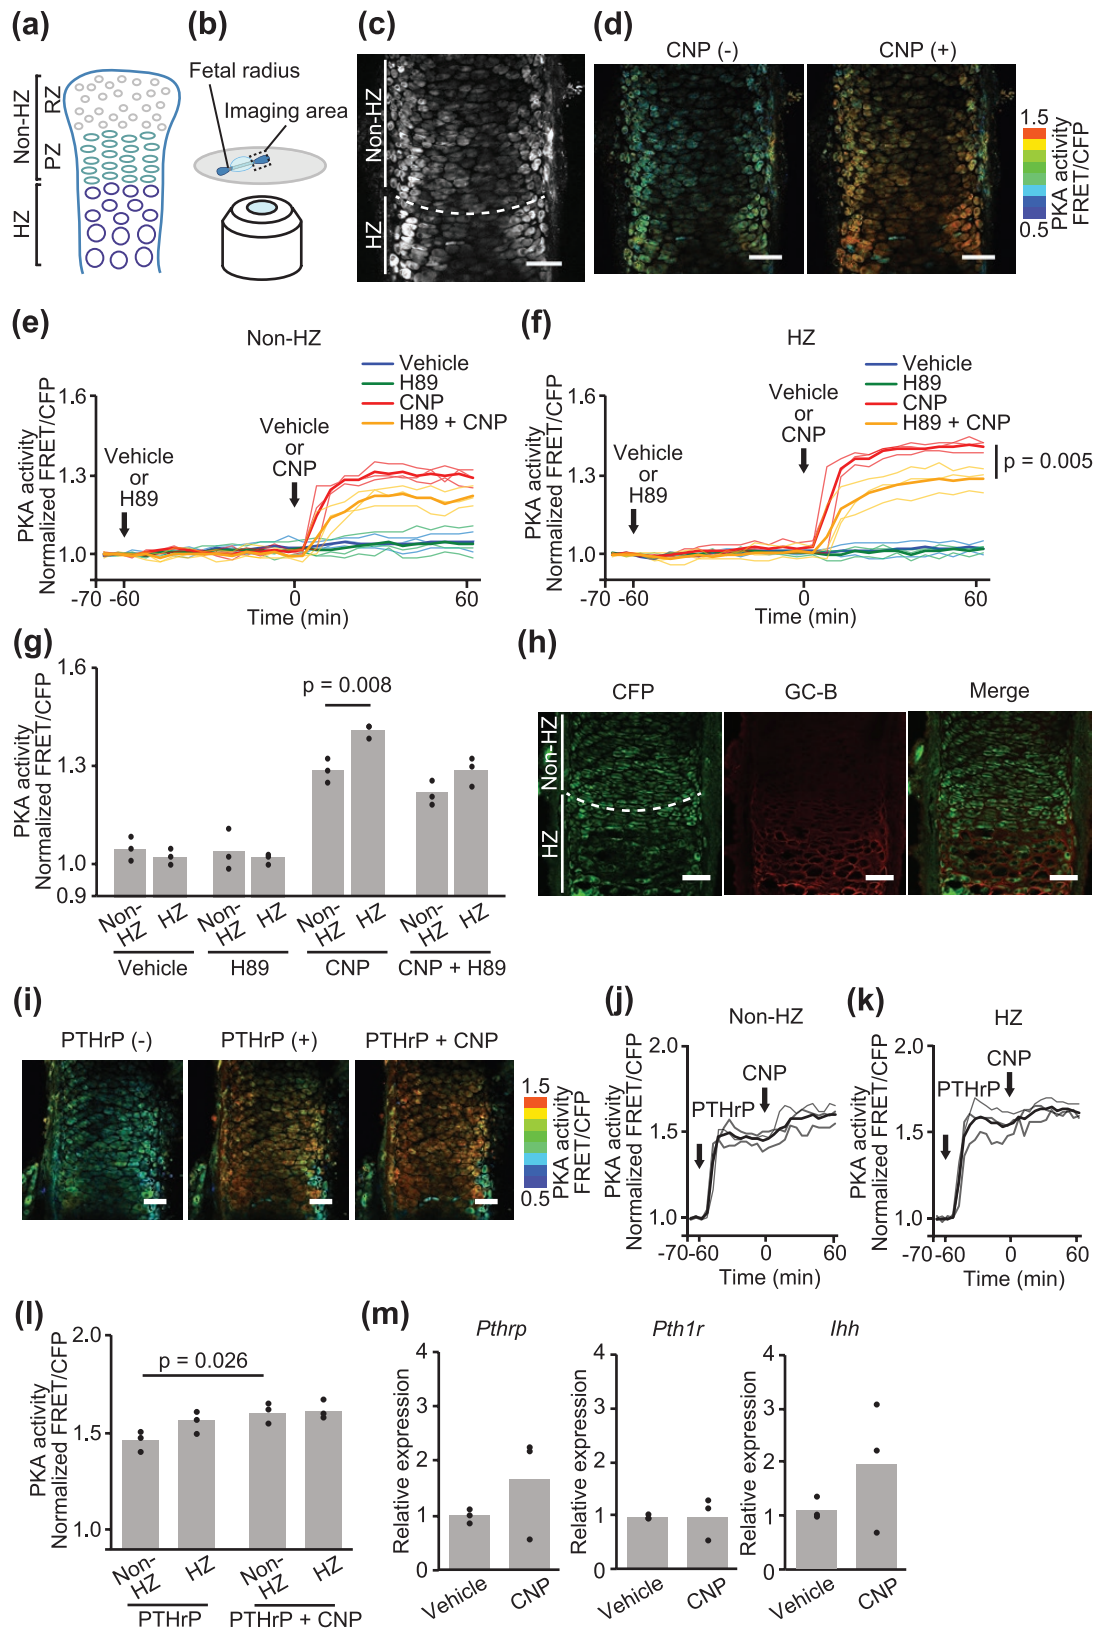 (a)
Non-HZ
RZ
PZ
HZ
(b)
Fetal radius
Imaging area
(c)
Non-HZ
HZ
(d)
CNP (-)
CNP (+)
1.5
0.5
PKA activity
FRET/CFP
(e)
Non-HZ
PKA activity
Normalized FRET/CFP
1.6
1.3
1.0
Vehicle
H89
CNP
H89 + CNP
Vehicle
or
H89
Vehicle
or
CNP
-70
-60
0
60
Time (min)
(f)
HZ
PKA activity
Normalized FRET/CFP
1.6
1.3
1.0
Vehicle
H89
CNP
H89 + CNP
Vehicle
or
H89
Vehicle
or
CNP
p = 0.005
-70
-60
0
60
Time (min)
(g)
PKA activity
Normalized FRET/CFP
1.6
1.3
1.0
0.9
p = 0.008
Non-
HZ
HZ
Non-
HZ
HZ
Non-
HZ
HZ
Non-
HZ
HZ
Vehicle
H89
CNP
CNP + H89
(h)
CFP
GC-B
Merge
Non-HZ
HZ
(i)
PTHrP (-)
PTHrP (+)
PTHrP + CNP
1.5
0.5
PKA activity
FRET/CFP
(j)
Non-HZ
PKA activity
Normalized FRET/CFP
2.0
1.5
1.0
PTHrP
CNP
-70
-60
0
60
Time (min)
(k)
HZ
PKA activity
Normalized FRET/CFP
2.0
1.5
1.0
PTHrP
CNP
-70
-60
0
60
Time (min)
(l)
PKA activity
Normalized FRET/CFP
2.0
1.5
1.0
p = 0.026
Non-
HZ
HZ
Non-
HZ
HZ
PTHrP
PTHrP + CNP
(m)
Pthrp
Relative expression
4
3
2
1
0
Vehicle
CNP
Pth1r
Relative expression
4
3
2
1
0
Vehicle
CNP
Ihh
Relative expression
4
3
2
1
0
Vehicle
CNP